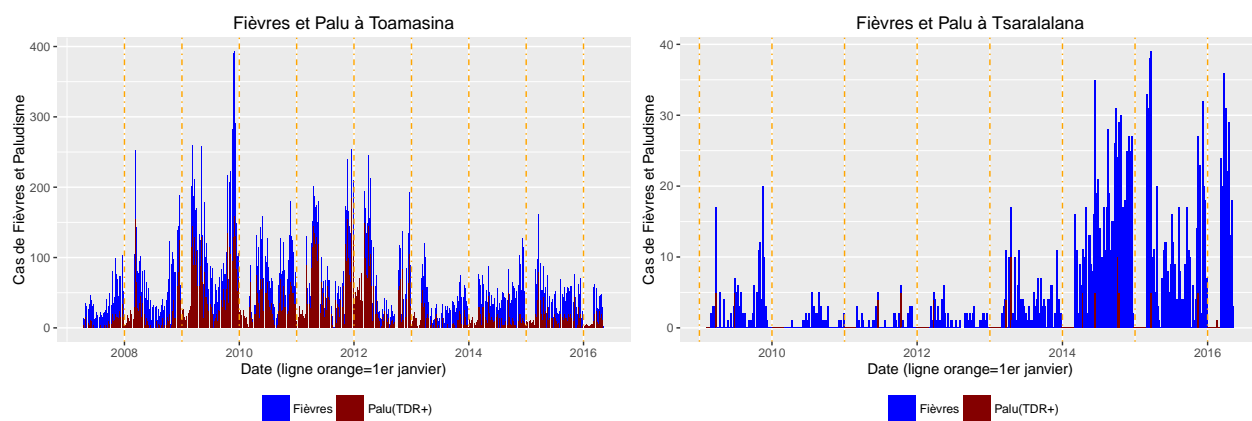 Fièvres et Palu à Toamasina
Cas de Fièvres et Paludisme
400
300
200
100
0
2008
2010
2012
2014
2016
Date (ligne orange=1er janvier)
Fièvres
Palu(TDR+)
Fièvres et Palu à Tsaralalana
Cas de Fièvres et Paludisme
40
30
20
10
0
2010
2012
2014
2016
Date (ligne orange=1er janvier)
Fièvres
Palu(TDR+)